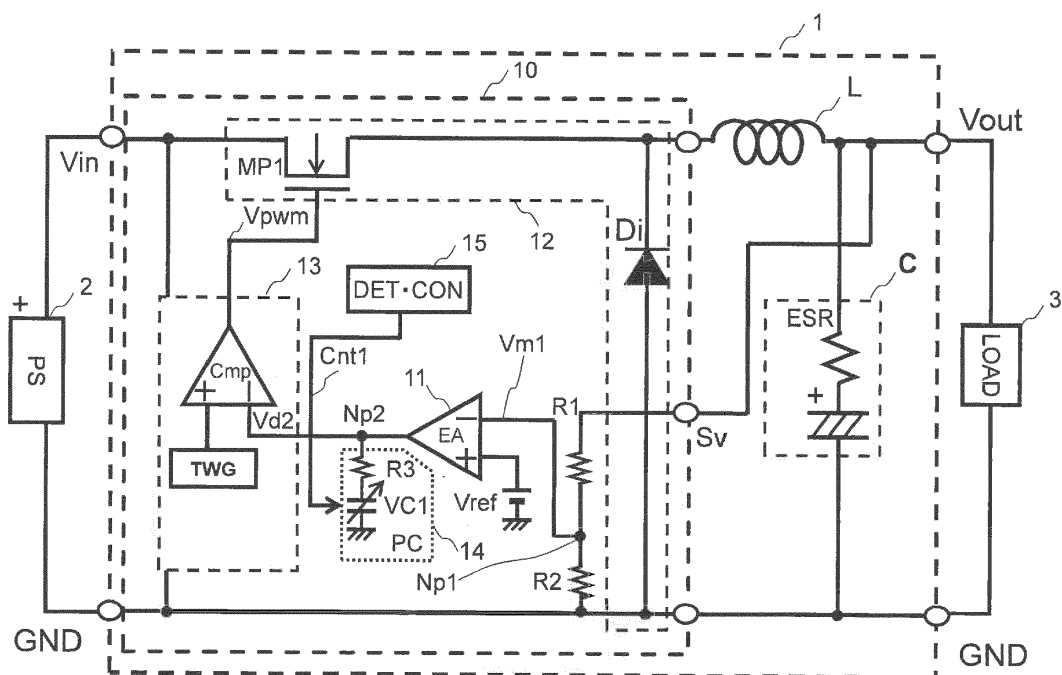 1
10
L
Vin
Vout
MP1
Vpwm
12
Di
2
13
15
DET・CON
C
ESR
3
+
PS
Cnt1
Vm1
LOAD
Cmp
+
−
11
R1
+
Vd2
Np2
EA
−
+
Sv
TWG
R3
VC1
Vref
PC
14
Np1
R2
GND
GND